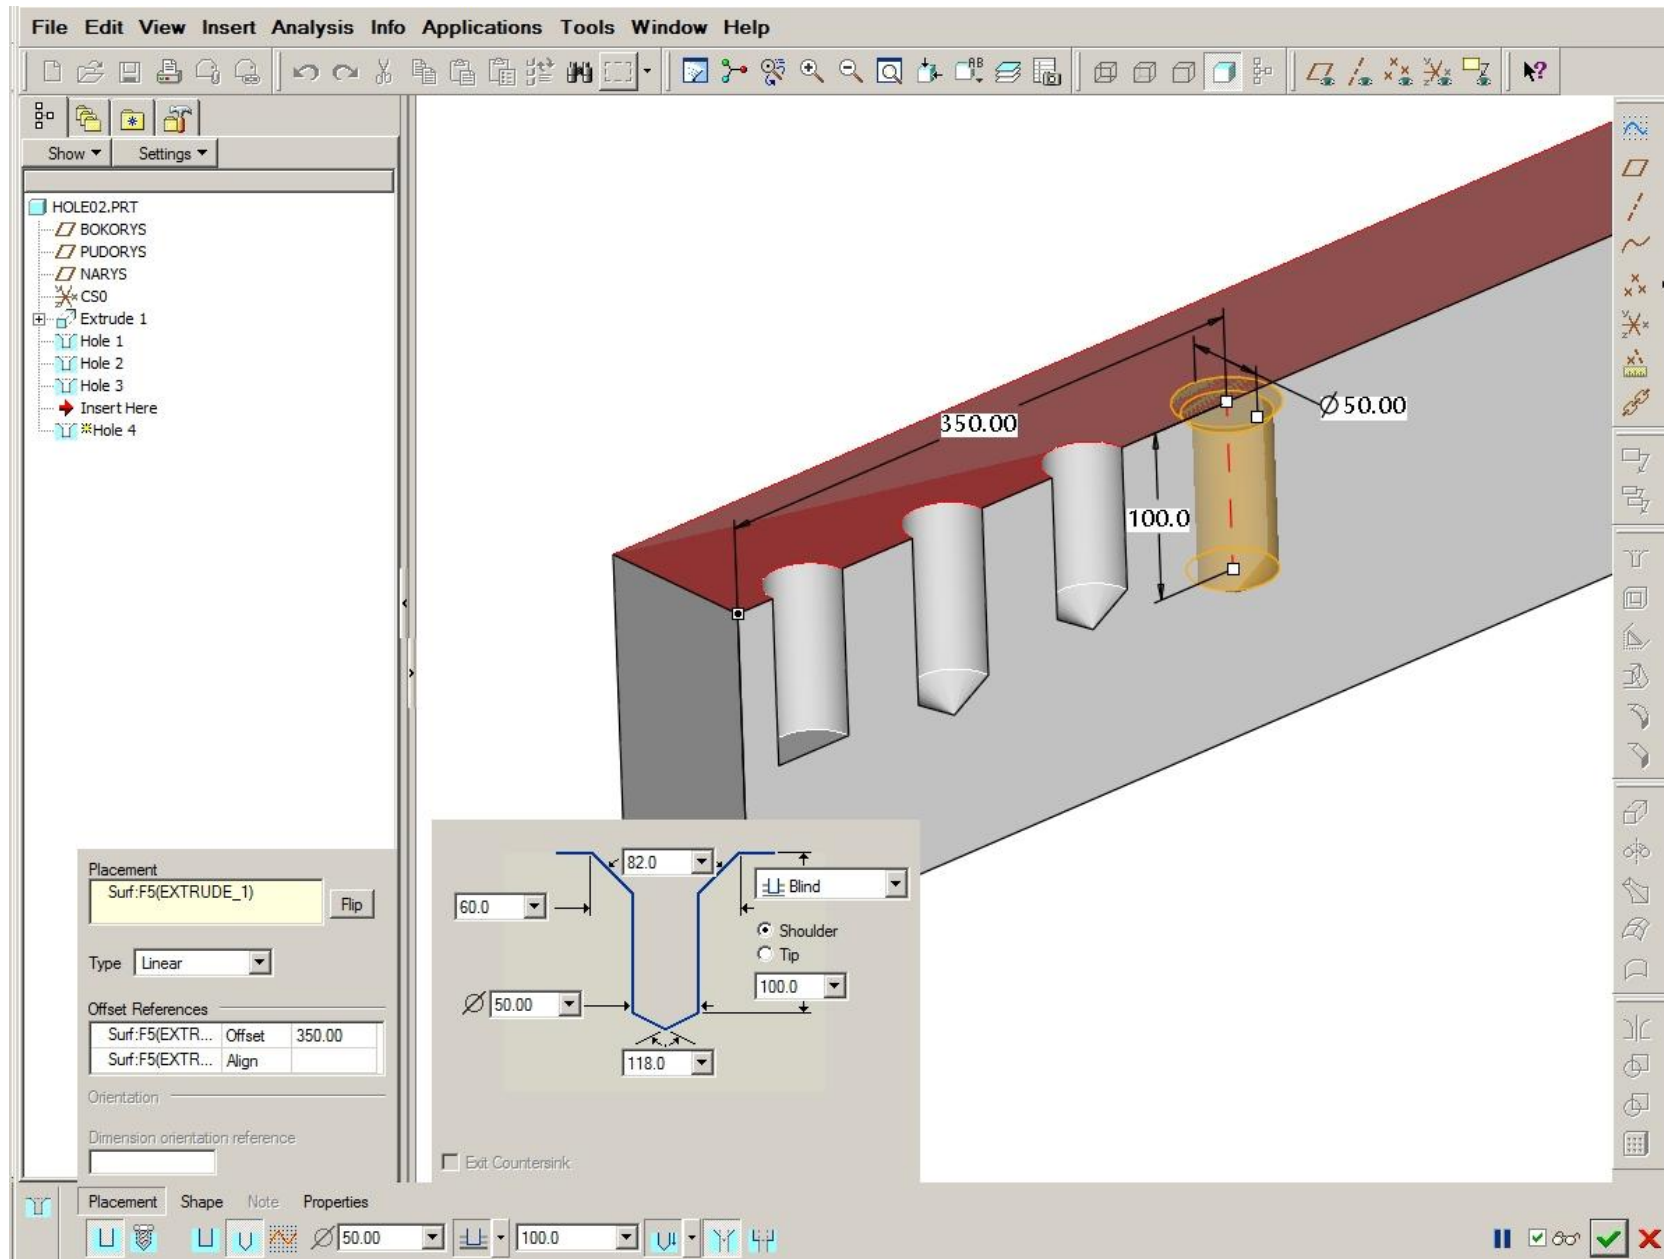 File Edit View Insert Analysis Info Applications Tools Window Help
Show Settings
HOLE02.PRT
BOKORYS
PUDORYS
NARYS
CS0
Extrude 1
Hole 1
Hole 2
Hole 3
Insert Here
Hole 4
350.00
Ø50.00
100.0
Placement
Surf:F5(EXTRUDE_1)
Flip
Type Linear
Offset References
Surf:F5(EXTR... Offset 350.00
Surf:F5(EXTR... Align
Orientation
Dimension orientation reference
82.0
Blind
60.0
Shoulder
Tip
100.0
Ø 50.00
118.0
Exit Countersink
Placement Shape Note Properties
Ø 50.00 100.0